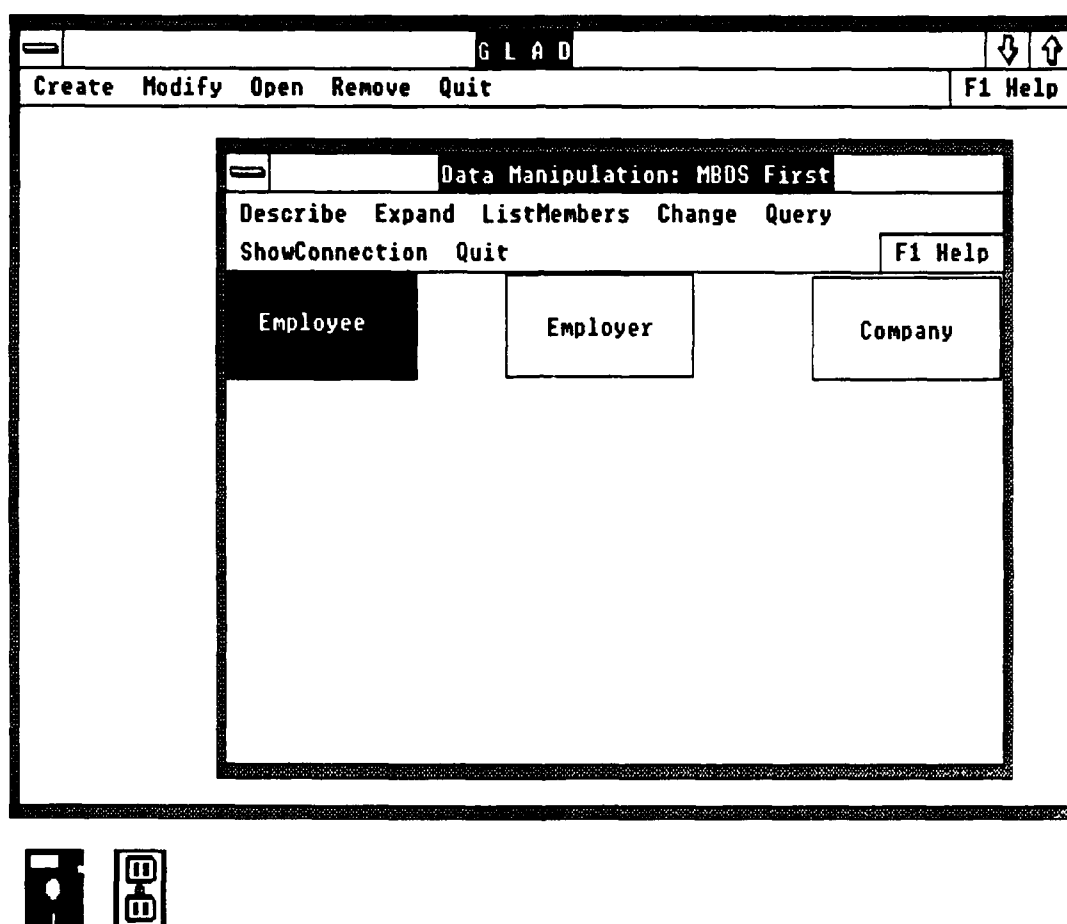 G L A D
Create Modify Open Remove Quit F1 Help
Data Manipulation: MBDS First
Describe Expand ListMembers Change Query
ShowConnection Quit F1 Help
Employee Employer Company